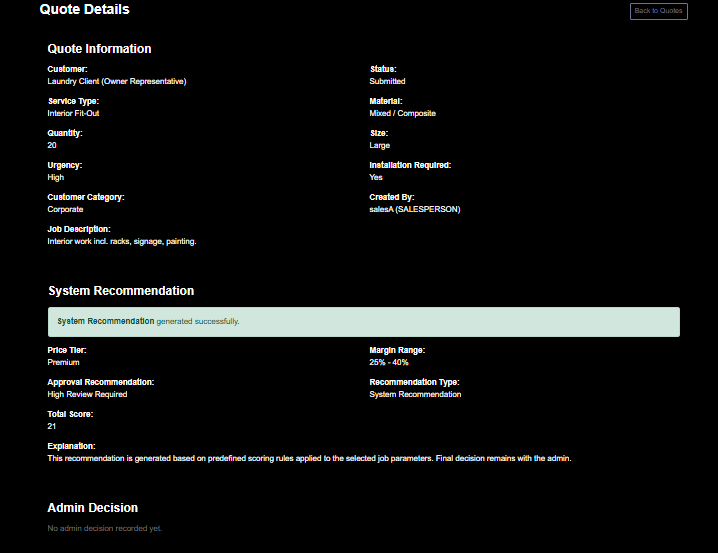 Quote Details
Back to Quotes
Quote Information
Customer:
Laundry Client (Owner Representative)
Status:
Submitted
Service Type:
Interior Fit-Out
Material:
Mixed / Composite
Quantity:
20
Size:
Large
Urgency:
High
Installation Required:
Yes
Customer Category:
Corporate
Created By:
salesA (SALESPERSON)
Job Description:
Interior work incl. racks, signage, painting.
System Recommendation
System Recommendation generated successfully.
Price Tier:
Premium
Margin Range:
25% - 40%
Approval Recommendation:
High Review Required
Recommendation Type:
System Recommendation
Total Score:
21
Explanation:
This recommendation is generated based on predefined scoring rules applied to the selected job parameters. Final decision remains with the admin.
Admin Decision
No admin decision recorded yet.